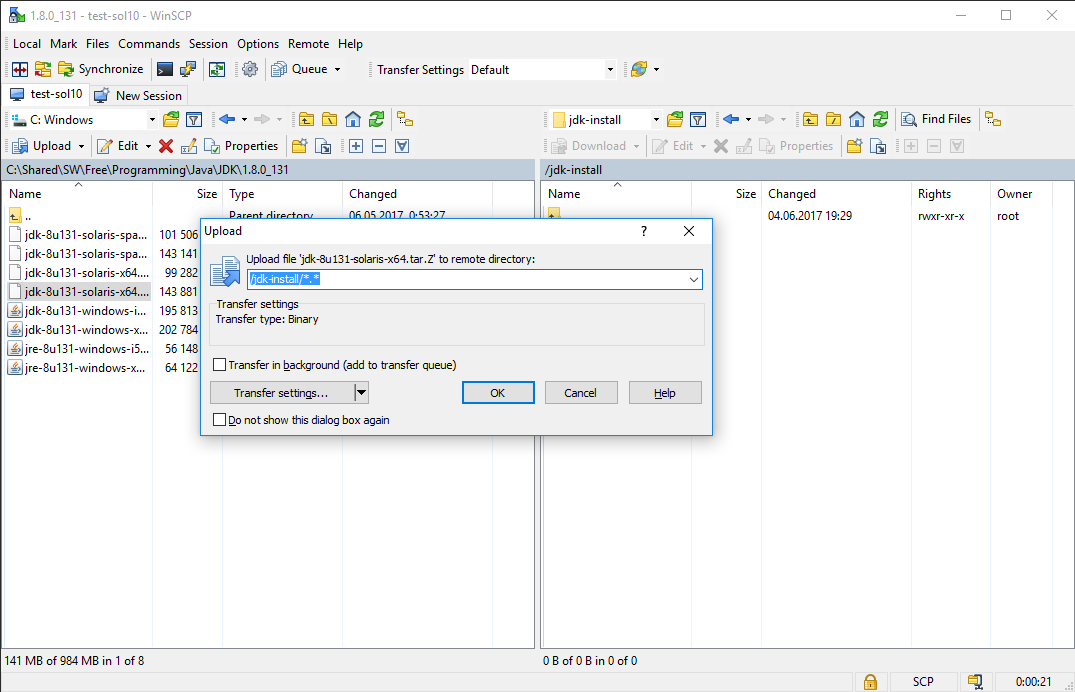 1.8.0_131 - test-sol10 - WinSCP
Local Mark Files Commands Session Options Remote Help
Synchronize Queue Transfer Settings Default
test-sol10 New Session
C: Windows
Upload Edit Properties
C:\Shared\SW\Free\Programming\Java\JDK\1.8.0_131
Name Size Type Changed
.. Parent directory 06.05.2017 0:53:27
jdk-8u131-solaris-spa... 101 506
jdk-8u131-solaris-spa... 143 141
jdk-8u131-solaris-x64.... 99 282
jdk-8u131-solaris-x64.... 143 881
jdk-8u131-windows-i... 195 813
jdk-8u131-windows-x... 202 784
jre-8u131-windows-i5... 56 148
jre-8u131-windows-x... 64 122
jdk-install Find Files
Download Edit Properties
/jdk-install
Name Size Changed Rights Owner
04.06.2017 19:29 rwxr-xr-x root
Upload ?
Upload file 'jdk-8u131-solaris-x64.tar.Z' to remote directory:
/jdk-install/*.*
Transfer settings
Transfer type: Binary
Transfer in background (add to transfer queue)
Transfer settings... OK Cancel Help
Do not show this dialog box again
141 MB of 984 MB in 1 of 8
0 B of 0 B in 0 of 0
SCP 0:00:21